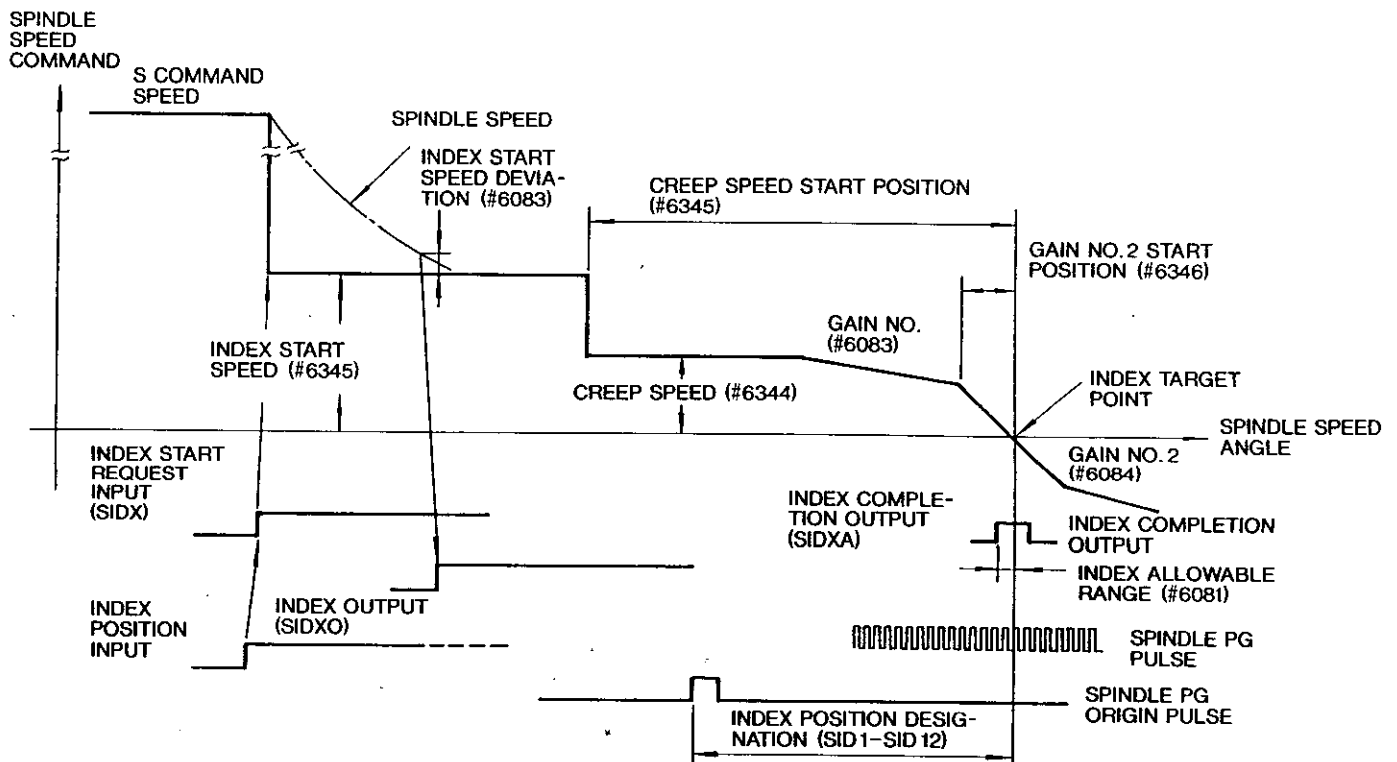 SPINDLE
SPEED
COMMAND
S COMMAND
SPEED
SPINDLE SPEED
INDEX START
SPEED DEVIA-
TION (#6083)
CREEP SPEED START POSITION
(#6345)
GAIN NO.2 START
POSITION (#6346)
GAIN NO.
(#6083)
INDEX START
SPEED (#6345)
CREEP SPEED (#6344)
INDEX TARGET
POINT
SPINDLE SPEED
ANGLE
INDEX START
REQUEST
INPUT
(SIDX)
GAIN NO.2
(#6084)
INDEX COMPLE-
TION OUTPUT
(SIDXA)
INDEX COMPLETION
OUTPUT
INDEX ALLOWABLE
RANGE (#6081)
INDEX
POSITION
INPUT
INDEX OUTPUT
(SIDXO)
SPINDLE PG
PULSE
SPINDLE PG
ORIGIN PULSE
INDEX POSITION DESIG-
NATION (SID1-SID12)